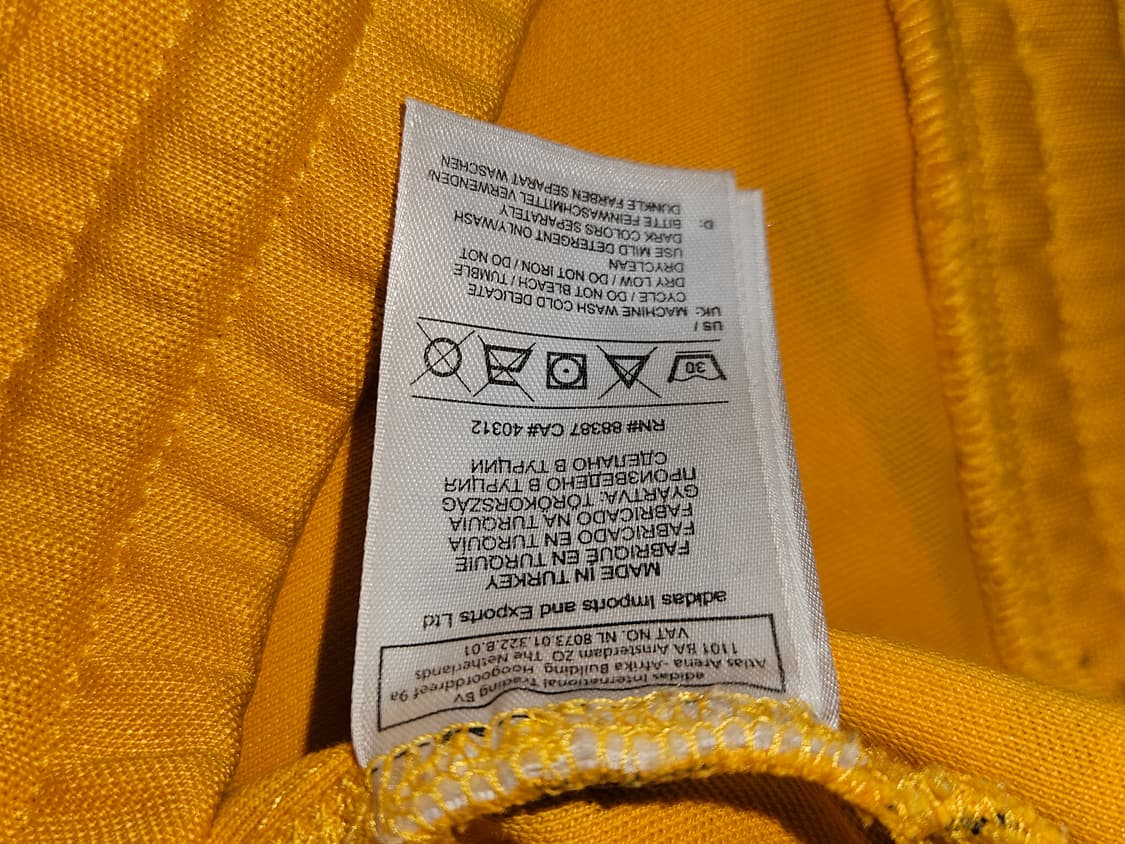 adidas International Trading BV
Atlas Arena - Afrika Building, Hoogoorddreef 9a
1101 BA Amsterdam ZO, The Netherlands
VAT NO. NL 8073.01.322.B.01
adidas Imports and Exports Ltd
MADE IN TURKEY
FABRIQUÉ EN TURQUIE
FABRICADO EN TURQUÍA
FABRICADO NA TURQUIA
GYÁRTVA: TÖRÖKORSZÁG
ПРОИЗВЕДЕНО В ТУРЦИЯ
СДЕЛАНО В ТУРЦИИ
RN# 88387 CA# 40312
30
US /
UK: MACHINE WASH COLD DELICATE
CYCLE / DO NOT BLEACH / TUMBLE
DRY LOW / DO NOT IRON / DO NOT
DRYCLEAN
USE MILD DETERGENT ONLY/WASH
DARK COLORS SEPARATELY
D: BITTE FEINWASCHMITTEL VERWENDEN/
DUNKLE FARBEN SEPARAT WASCHEN